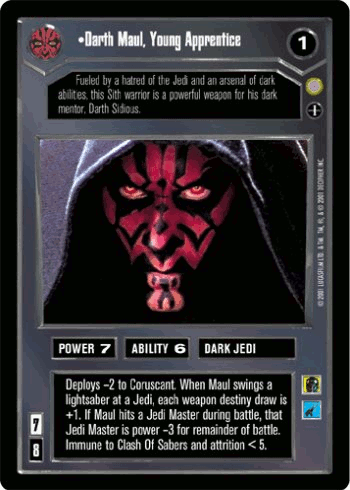 •Darth Maul, Young Apprentice
1
Fueled by a hatred of the Jedi and an arsenal of dark
abilities, this Sith warrior is a powerful weapon for his dark
mentor, Darth Sidious.
© 2001 LUCASFILM LTD. & TM. TM, ®, & © 2001 DECIPHER INC.
POWER 7
ABILITY 6
DARK JEDI
Deploys -2 to Coruscant. When Maul swings a
lightsaber at a Jedi, each weapon destiny draw is
+1. If Maul hits a Jedi Master during battle, that
Jedi Master is power -3 for remainder of battle.
Immune to Clash Of Sabers and attrition < 5.
7
8